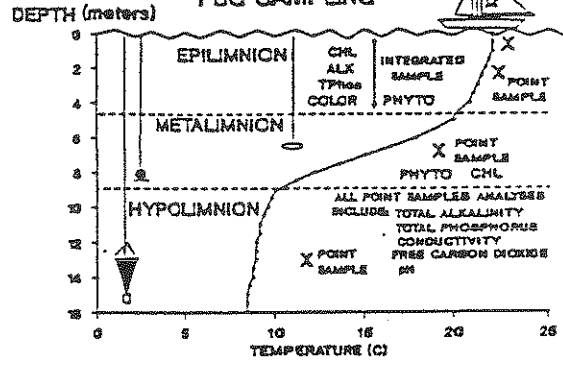 FBG SAMPLING
DEPTH (meters)
0
2
4
6
8
10
12
14
16
EPILIMNION
CHL
ALK
TPhos
COLOR
INTEGRATED
SAMPLE
PHYTO
POINT
SAMPLE
METALIMNION
POINT
SAMPLE
PHYTO CHL
HYPOLIMNION
ALL POINT SAMPLES ANALYSES
INCLUDE: TOTAL ALKALINITY
TOTAL PHOSPHORUS
CONDUCTIVITY
FREE CARBON DIOXIDE
pH
POINT
SAMPLE
0 5 10 15 20 25
TEMPERATURE (C)